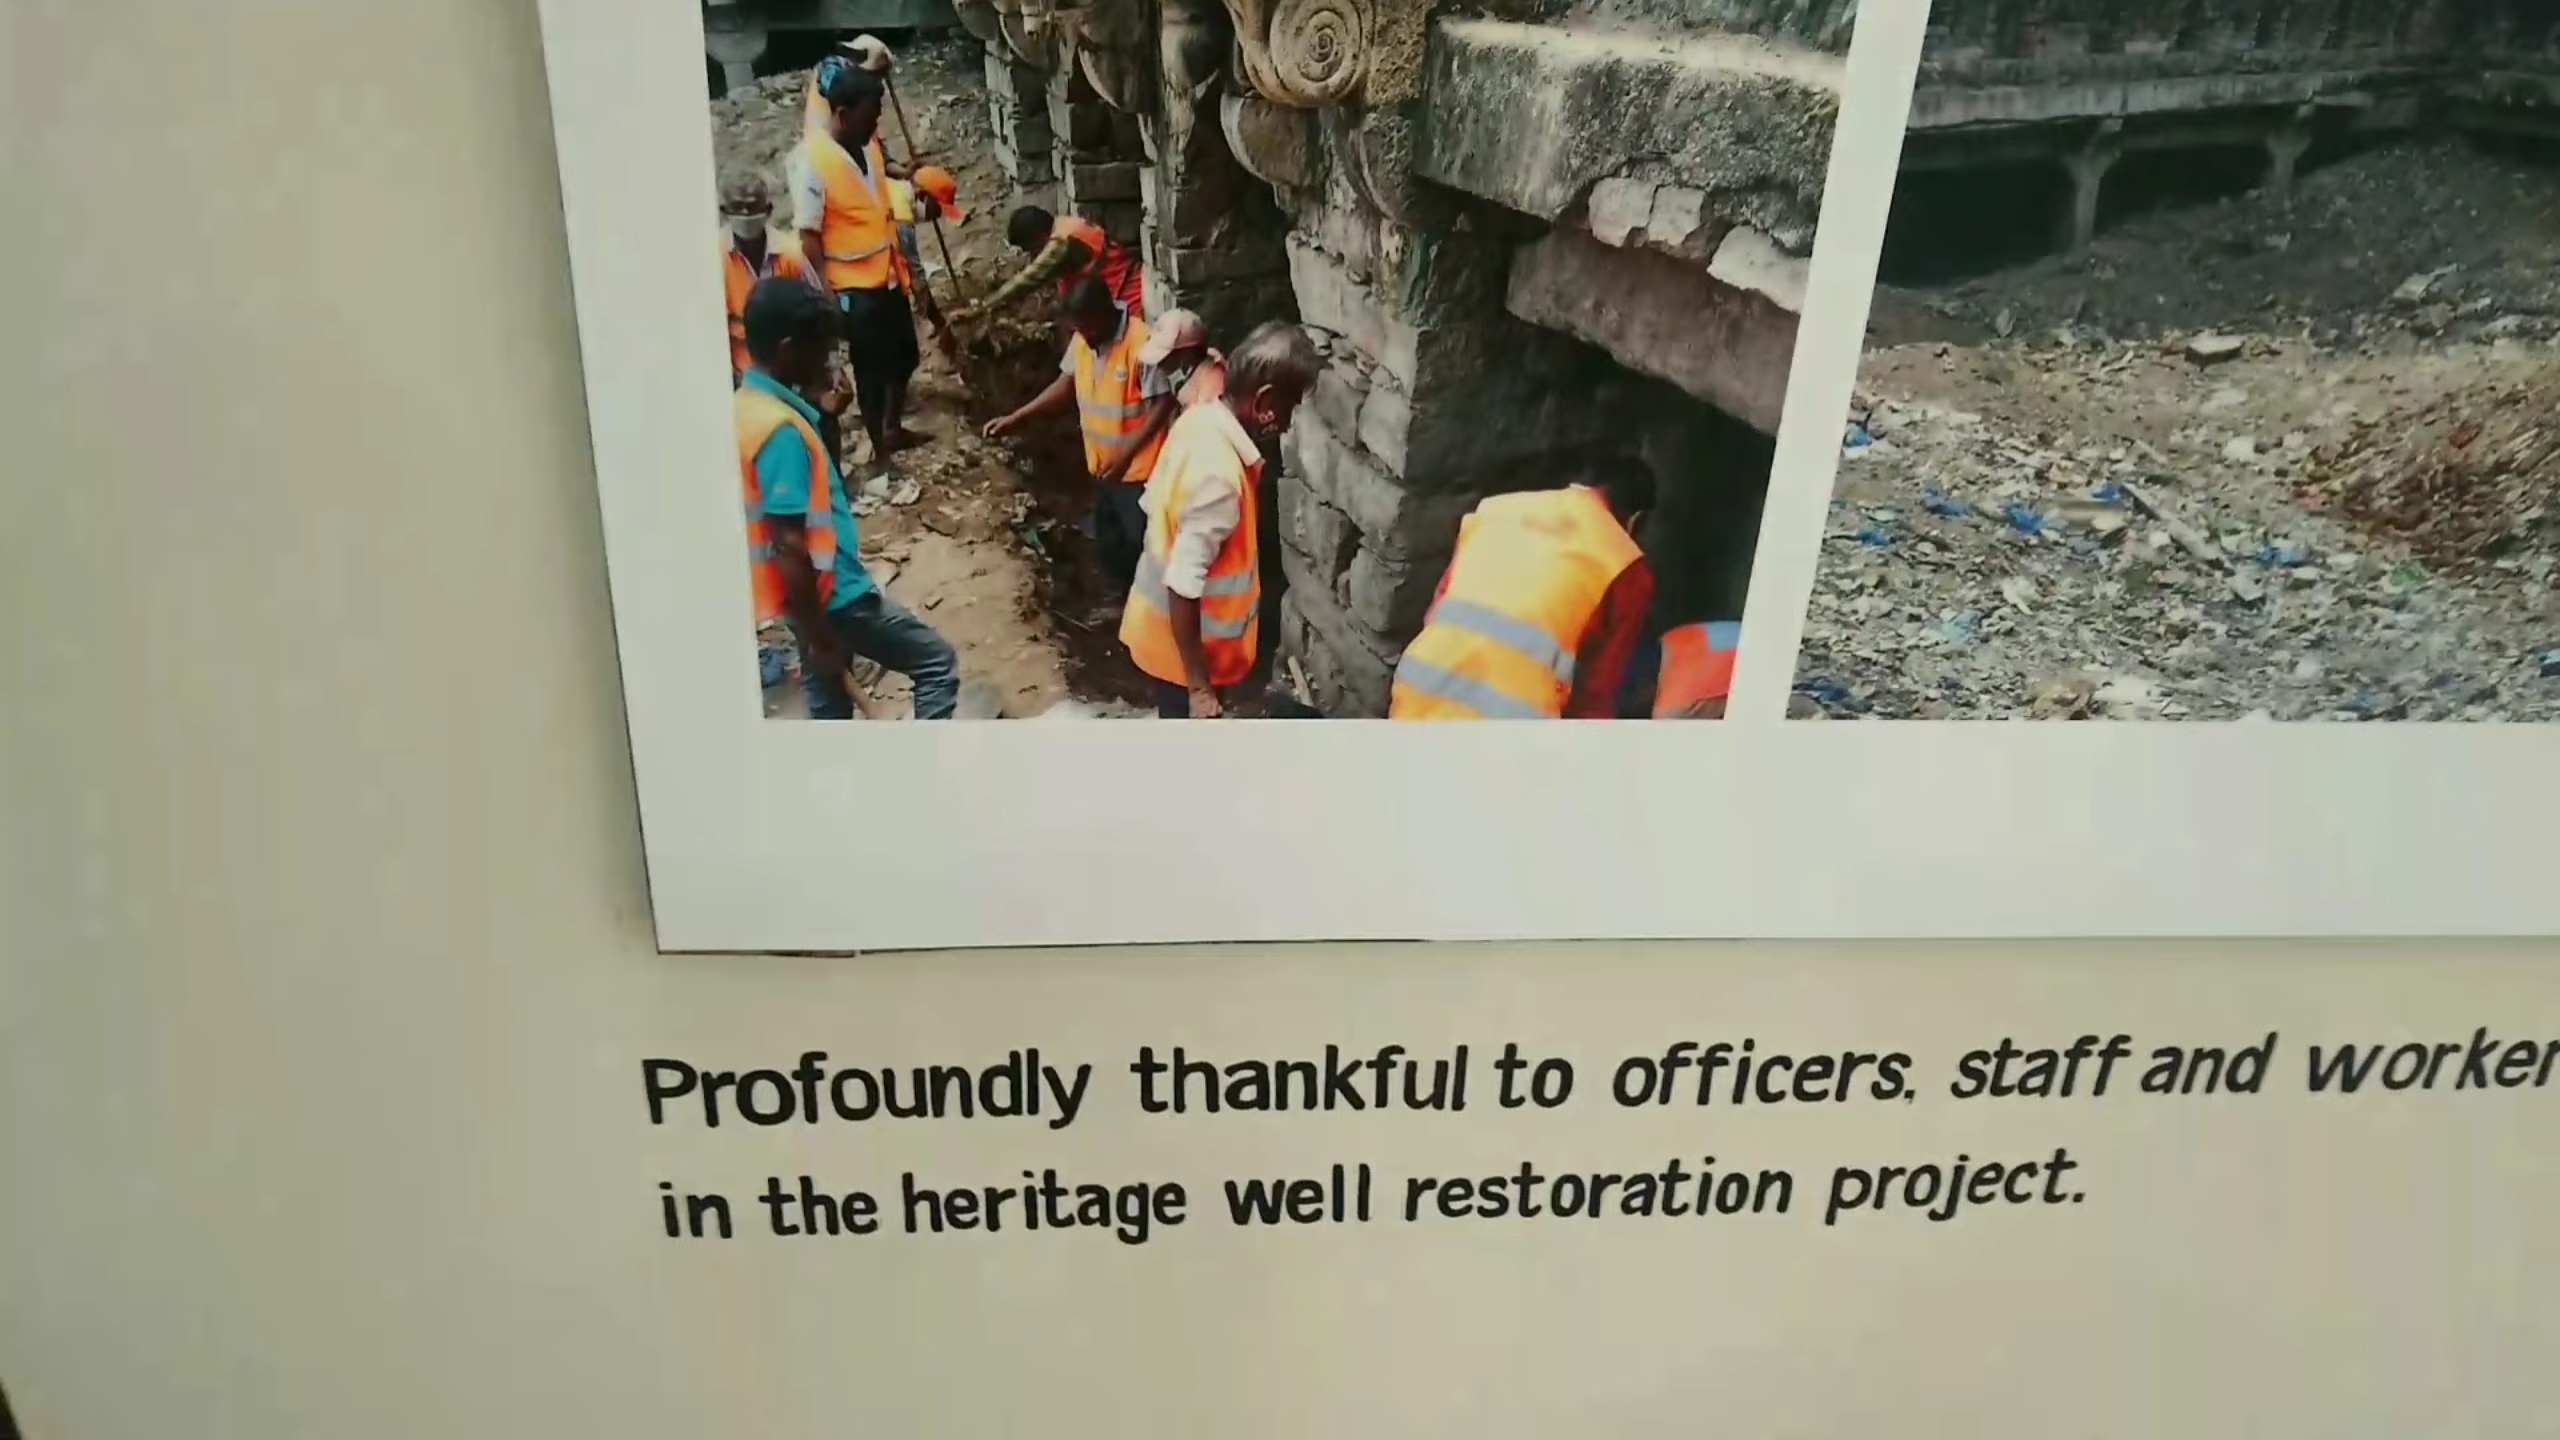 Profoundly thankful to officers, staff and worker
in the heritage well restoration project.